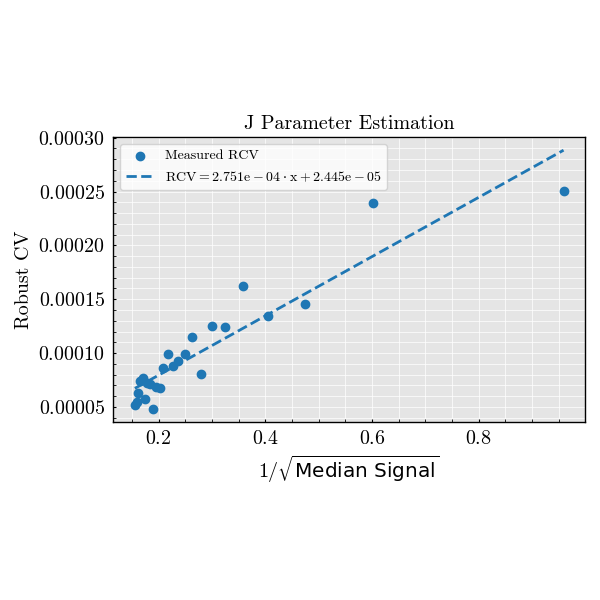 J Parameter Estimation
0.00030
0.00025
0.00020
0.00015
0.00010
0.00005
Robust CV
Measured RCV
RCV = 2.751e − 04 · x + 2.445e − 05
0.2 0.4 0.6 0.8
1/√Median Signal